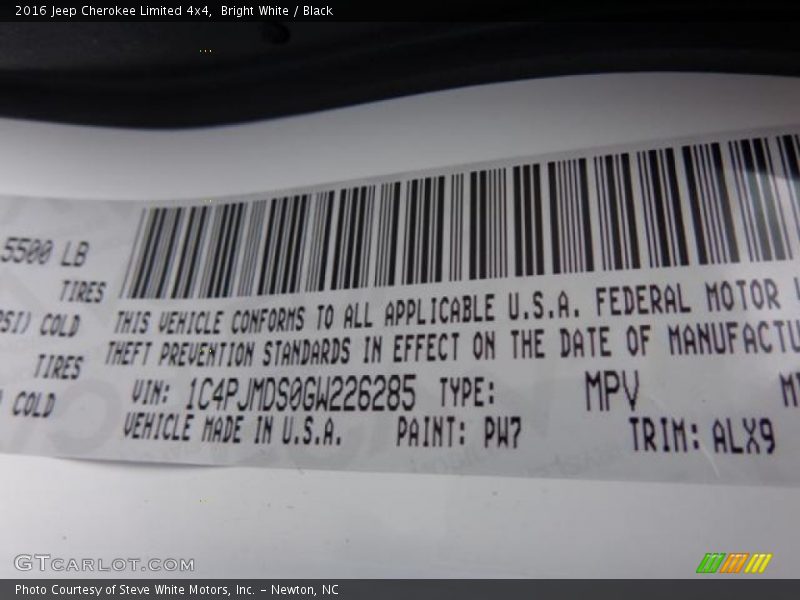 2016 Jeep Cherokee Limited 4x4, Bright White / Black
5500 LB
TIRES
COLD
TIRES
COLD
THIS VEHICLE CONFORMS TO ALL APPLICABLE U.S.A. FEDERAL MOTOR
THEFT PREVENTION STANDARDS IN EFFECT ON THE DATE OF MANUFACTU
VIN: 1C4PJMDS0GW226285 TYPE: MPV
VEHICLE MADE IN U.S.A. PAINT: PW7 TRIM: ALX9
GTCARLOT.COM
Photo Courtesy of Steve White Motors, Inc. – Newton, NC